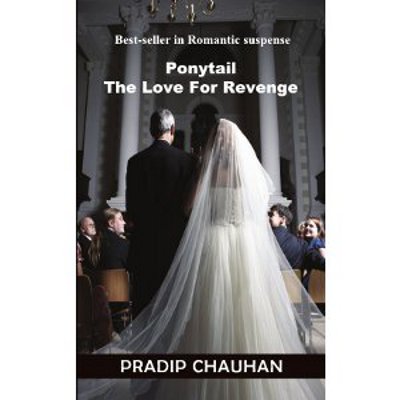 Best-seller in Romantic suspense
Ponytail
The Love For Revenge
PRADIP CHAUHAN